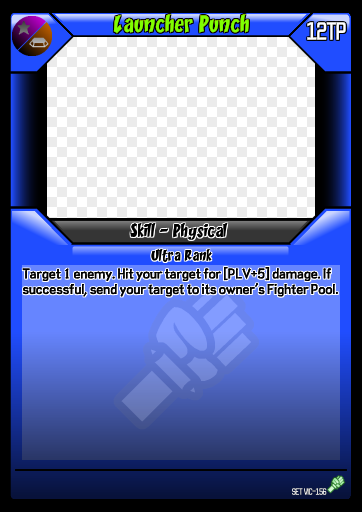 Launcher Punch
12TP
Skill - Physical
Ultra Rank
Target 1 enemy. Hit your target for [PLV+5] damage. If
successful, send your target to its owner's Fighter Pool.
SET VIC-156